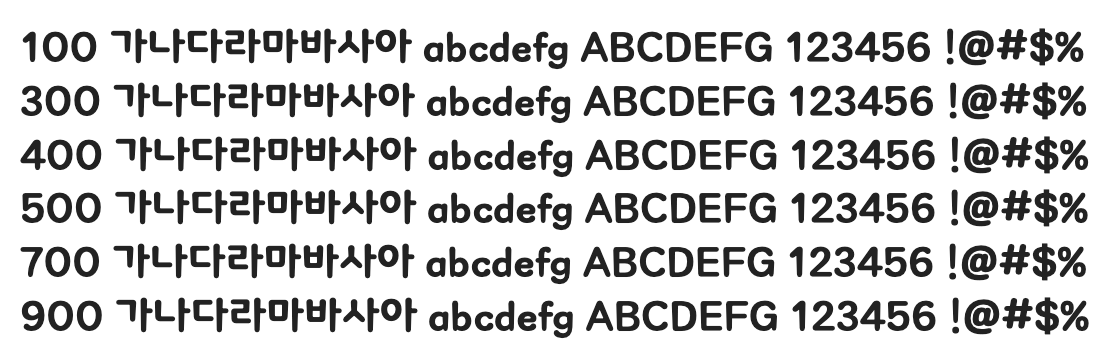 100 가나다라마바사아 abcdefg ABCDEFG 123456 !@#$%
300 가나다라마바사아 abcdefg ABCDEFG 123456 !@#$%
400 가나다라마바사아 abcdefg ABCDEFG 123456 !@#$%
500 가나다라마바사아 abcdefg ABCDEFG 123456 !@#$%
700 가나다라마바사아 abcdefg ABCDEFG 123456 !@#$%
900 가나다라마바사아 abcdefg ABCDEFG 123456 !@#$%